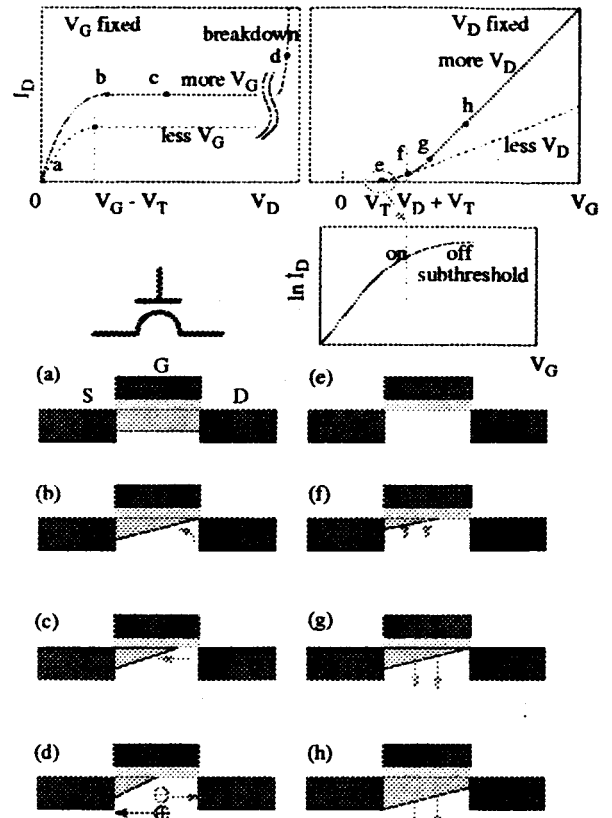 V_G fixed
breakdown
d
b
c
more V_G
less V_G
a
I_D
0
V_G - V_T
V_D
V_D fixed
more V_D
h
g
f
e
less V_D
0
V_T
V_D + V_T
V_G
on
off
subthreshold
ln I_D
V_G
(a)
G
S
D
(e)
(b)
(f)
(c)
(g)
(d)
(h)